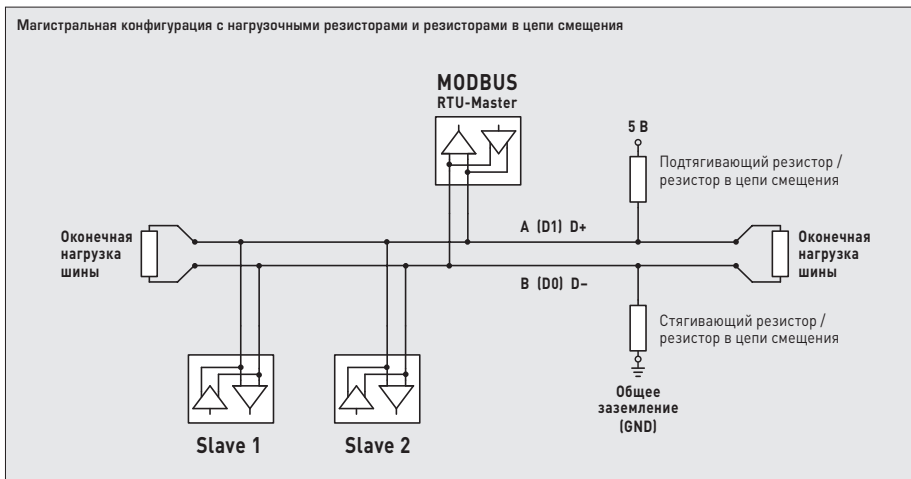 Магистральная конфигурация с нагрузочными резисторами и резисторами в цепи смещения
MODBUS
RTU-Master
5 В
Подтягивающий резистор /
резистор в цепи смещения
Оконечная
нагрузка
шины
A (D1) D+
Оконечная
нагрузка
шины
B (D0) D–
Стягивающий резистор /
резистор в цепи смещения
Общее
заземление
(GND)
Slave 1
Slave 2